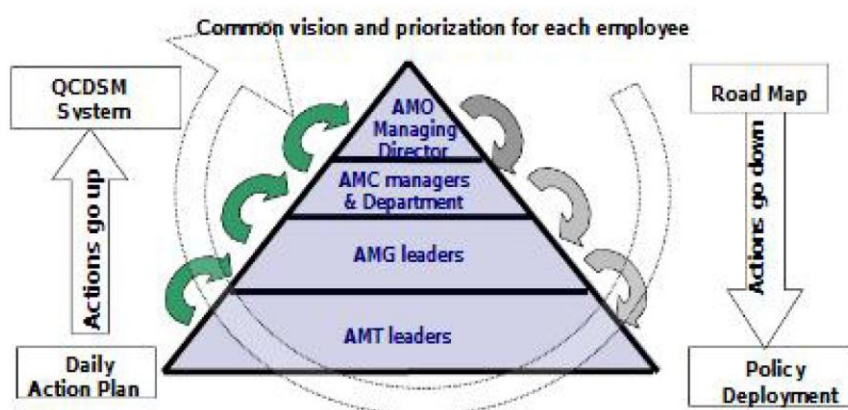 Common vision and priorization for each employee
QCDSM
System
Actions go up
Daily
Action Plan
AMO
Managing
Director
AMC managers
& Department
AMG leaders
AMT leaders
Road Map
Actions go down
Policy
Deployment